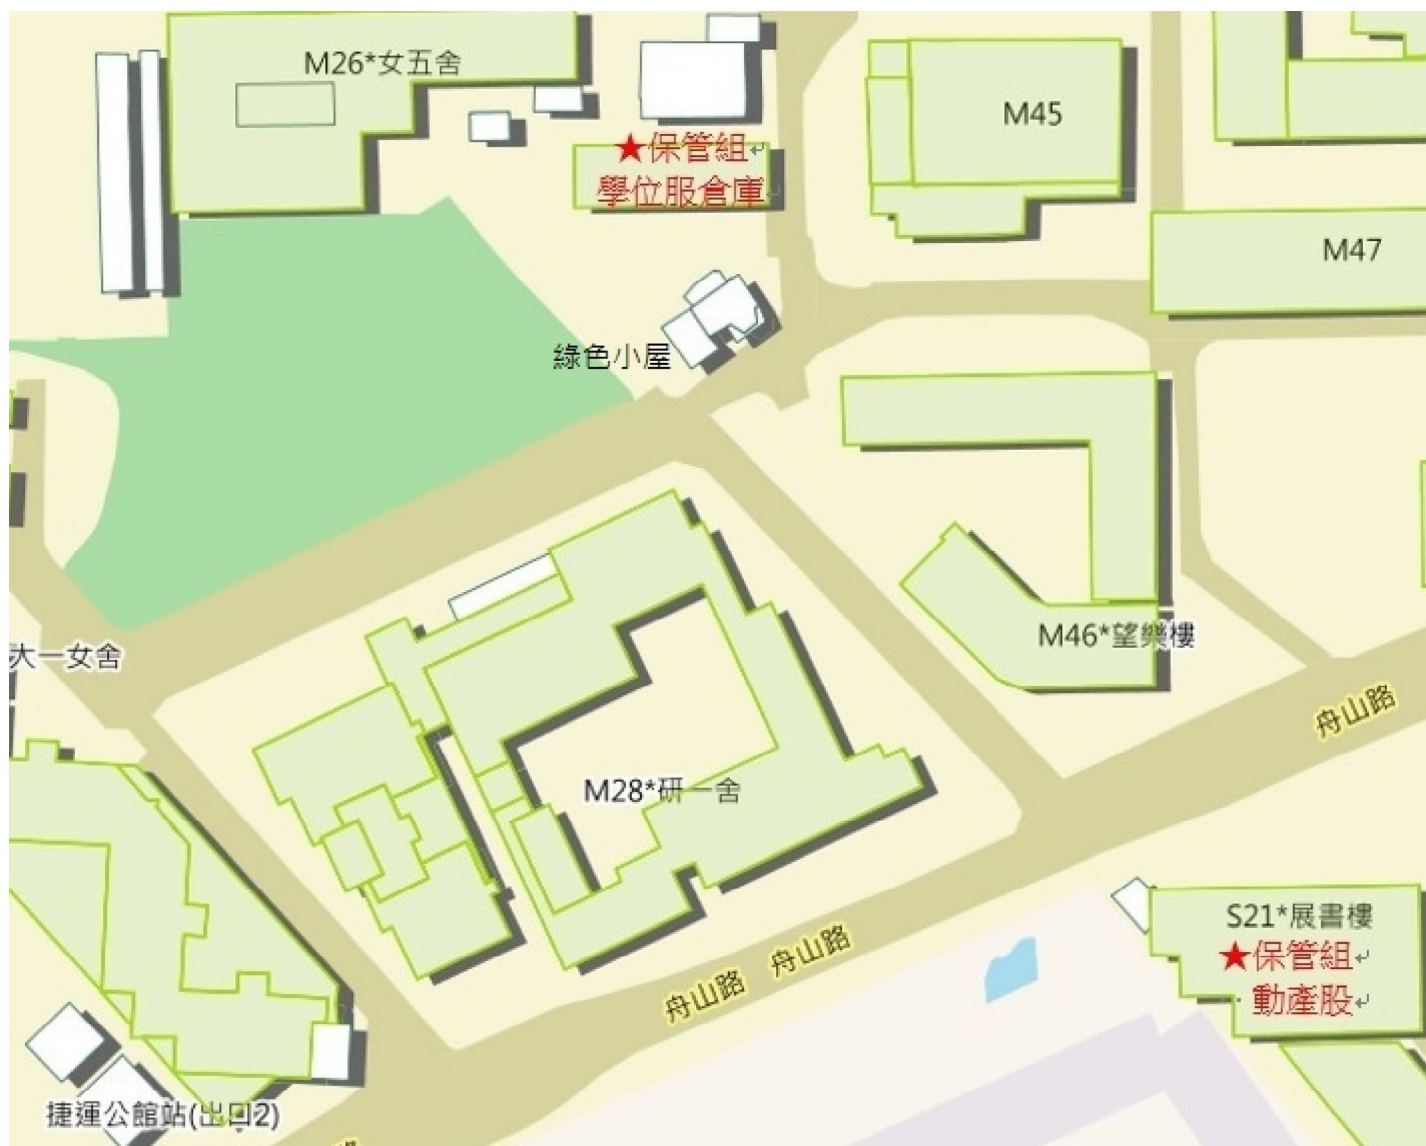 M26*女五舍
M45
★保管組
學位服倉庫
M47
綠色小屋
M46*望樂樓
大一女舍
舟山路
M28*研一舍
S21*展書樓
★保管組
動產股
舟山路
舟山路
捷運公館站(出口2)